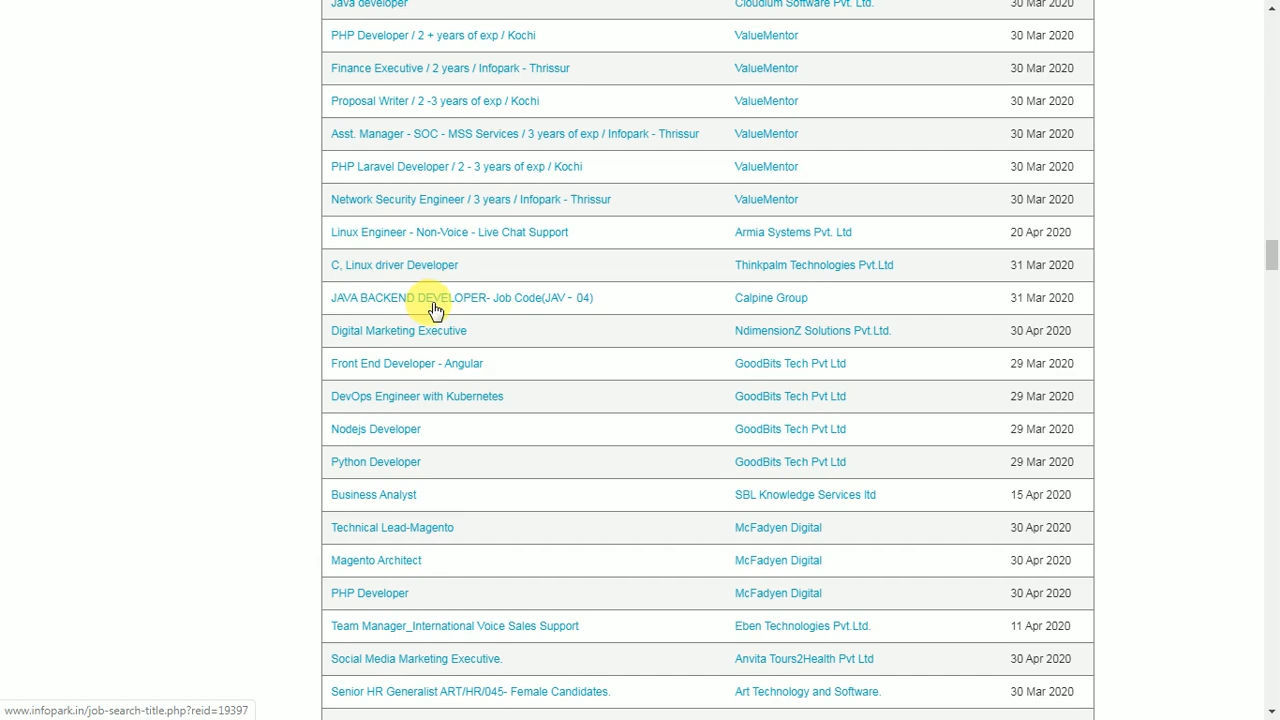 Java developer Cloudium Software Pvt. Ltd. 30 Mar 2020
PHP Developer / 2 + years of exp / Kochi ValueMentor 30 Mar 2020
Finance Executive / 2 years / Infopark - Thrissur ValueMentor 30 Mar 2020
Proposal Writer / 2 -3 years of exp / Kochi ValueMentor 30 Mar 2020
Asst. Manager - SOC - MSS Services / 3 years of exp / Infopark - Thrissur ValueMentor 30 Mar 2020
PHP Laravel Developer / 2 - 3 years of exp / Kochi ValueMentor 30 Mar 2020
Network Security Engineer / 3 years / Infopark - Thrissur ValueMentor 30 Mar 2020
Linux Engineer - Non-Voice - Live Chat Support Armia Systems Pvt. Ltd 20 Apr 2020
C, Linux driver Developer Thinkpalm Technologies Pvt.Ltd 31 Mar 2020
JAVA BACKEND DEVELOPER- Job Code(JAV - 04) Calpine Group 31 Mar 2020
Digital Marketing Executive NdimensionZ Solutions Pvt.Ltd. 30 Apr 2020
Front End Developer - Angular GoodBits Tech Pvt Ltd 29 Mar 2020
DevOps Engineer with Kubernetes GoodBits Tech Pvt Ltd 29 Mar 2020
Nodejs Developer GoodBits Tech Pvt Ltd 29 Mar 2020
Python Developer GoodBits Tech Pvt Ltd 29 Mar 2020
Business Analyst SBL Knowledge Services ltd 15 Apr 2020
Technical Lead-Magento McFadyen Digital 30 Apr 2020
Magento Architect McFadyen Digital 30 Apr 2020
PHP Developer McFadyen Digital 30 Apr 2020
Team Manager_International Voice Sales Support Eben Technologies Pvt.Ltd. 11 Apr 2020
Social Media Marketing Executive. Anvita Tours2Health Pvt Ltd 30 Apr 2020
Senior HR Generalist ART/HR/045- Female Candidates. Art Technology and Software. 30 Mar 2020
www.infopark.in/job-search-title.php?reid=19397